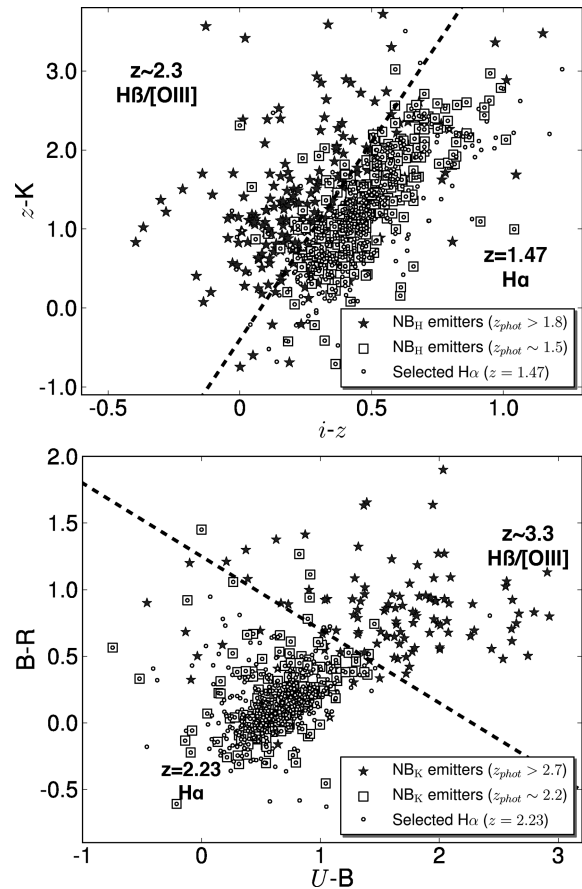 3.0
2.0
1.0
0.0
-1.0
z-K
z~2.3
Hß/[OIII]
z=1.47
Hα
★ NB_H emitters (z_phot > 1.8)
□ NB_H emitters (z_phot ∼ 1.5)
∘ Selected Hα (z = 1.47)
-0.5 0 0.5 1.0
i-z
2.0
1.5
1.0
0.5
0.0
-0.5
B-R
z~3.3
Hß/[OIII]
z=2.23
Hα
★ NB_K emitters (z_phot > 2.7)
□ NB_K emitters (z_phot ∼ 2.2)
∘ Selected Hα (z = 2.23)
-1 0 1 2 3
U-B